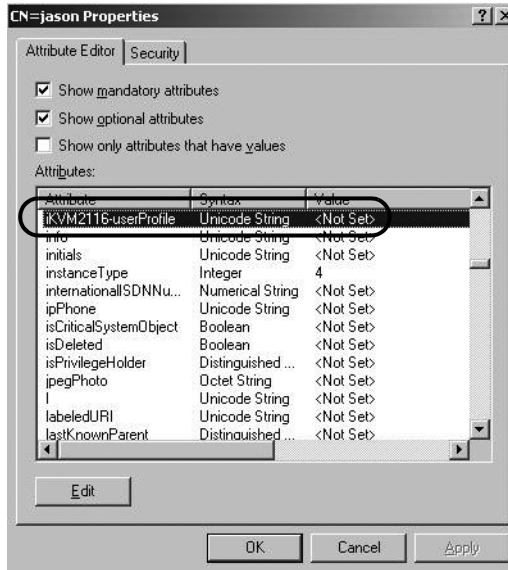 CN=jason Properties
Attribute Editor Security
Show mandatory attributes
Show optional attributes
Show only attributes that have values
Attributes:
Attribute Syntax Value
iKVM2116-userProfile Unicode String <Not Set>
info Unicode String <Not Set>
initials Unicode String <Not Set>
instanceType Integer 4
internationalISDNNu... Numerical String <Not Set>
ipPhone Unicode String <Not Set>
isCriticalSystemObject Boolean <Not Set>
isDeleted Boolean <Not Set>
isPrivilegeHolder Distinguished ... <Not Set>
jpegPhoto Octet String <Not Set>
l Unicode String <Not Set>
labeledURI Unicode String <Not Set>
lastKnownParent Distinguished ... <Not Set>
Edit
OK Cancel Apply